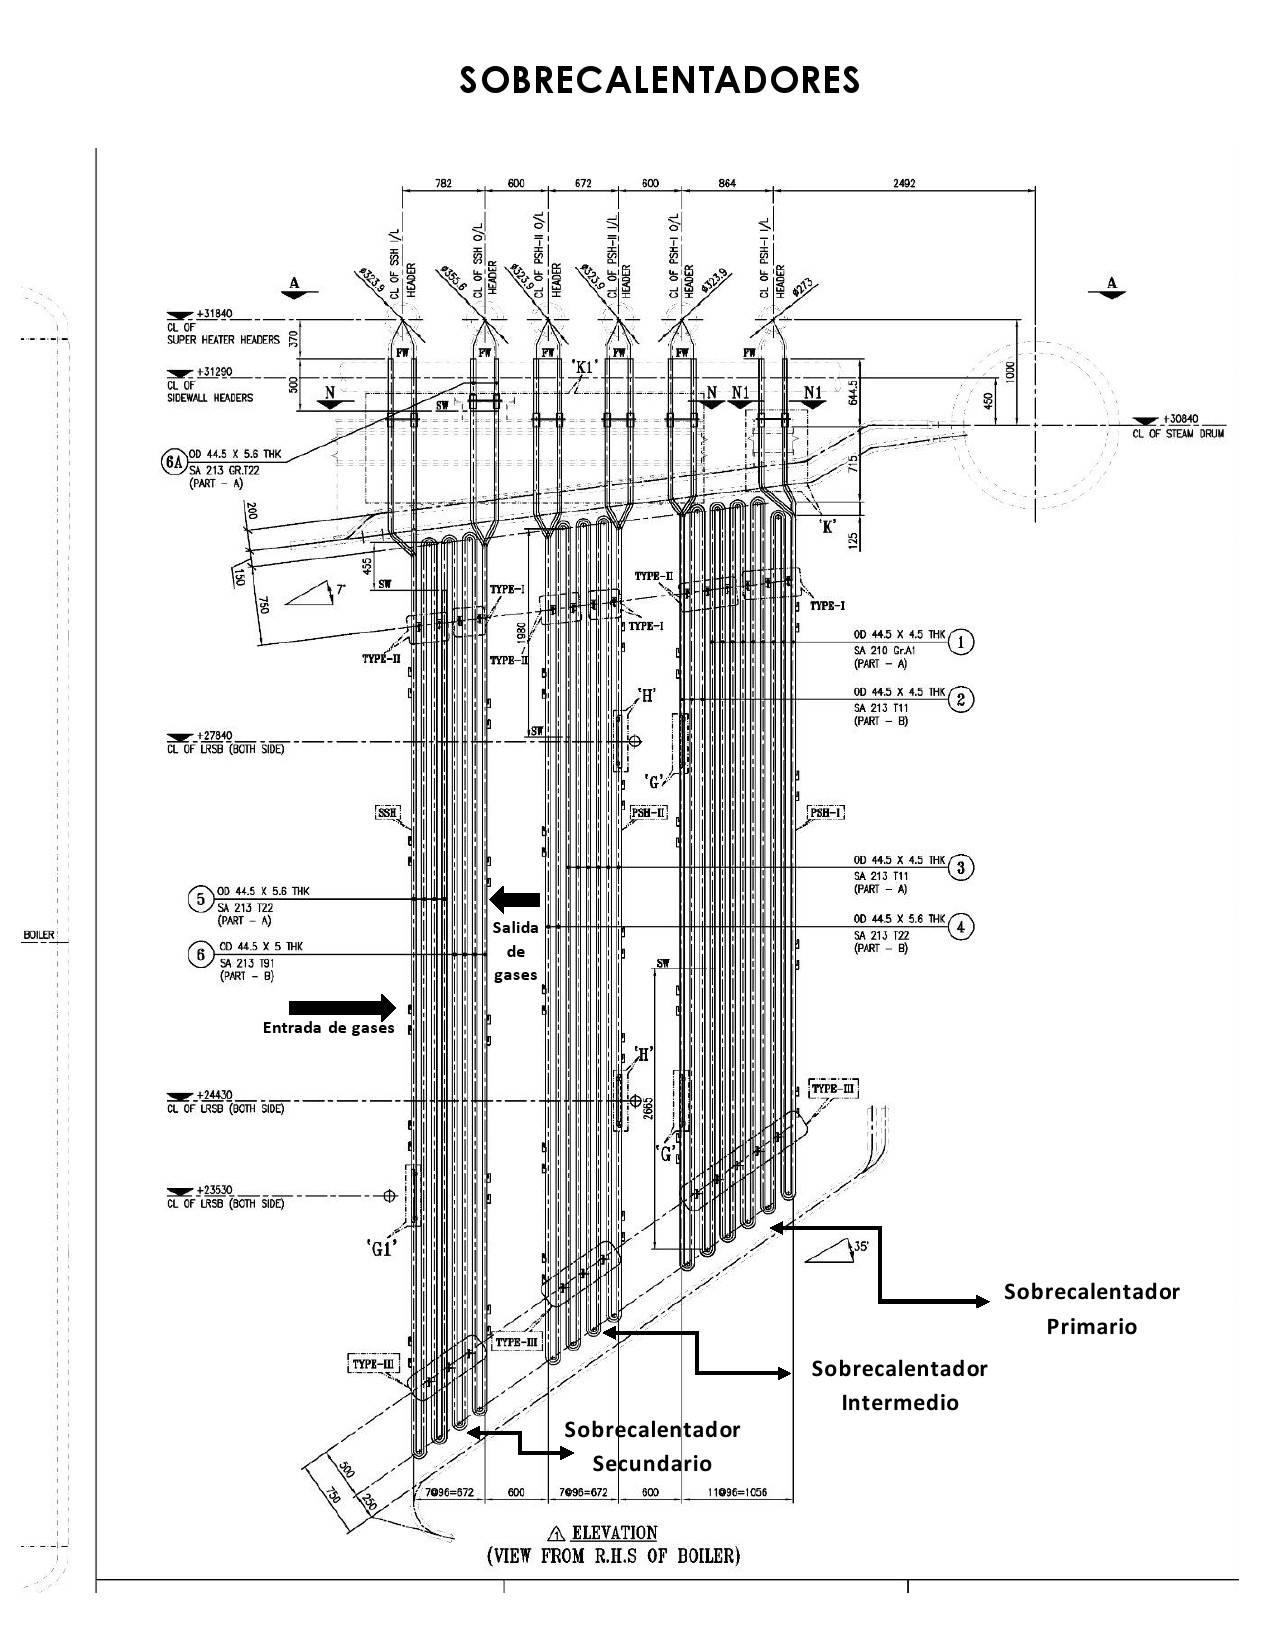 SOBRECALENTADORES
782
600
672
600
864
2492
CL OF SSH I/L
HEADER
CL OF SSH O/L
HEADER
CL OF PSH-II O/L
HEADER
CL OF PSH-II I/L
HEADER
CL OF PSH-I O/L
HEADER
CL OF PSH-I I/L
HEADER
ø323.9
ø355.6
ø323.9
ø323.9
ø323.9
ø273
A
A
+31840
CL OF
SUPER HEATER HEADERS
370
+31290
CL OF
SIDEWALL HEADERS
500
FW
FW
FW
FW
FW
FW
'K1'
N
SW
N
N1
N1
644.5
450
1000
+30840
CL OF STEAM DRUM
6A
OD 44.5 X 5.6 THK
SA 213 GR.T22
(PART - A)
715
125
'K'
200
150
750
7°
455
SW
1980
TYPE-I
TYPE-II
TYPE-II
TYPE-I
TYPE-II
TYPE-I
OD 44.5 X 4.5 THK
SA 210 Gr.A1
(PART - A)
1
OD 44.5 X 4.5 THK
SA 213 T11
(PART - B)
2
'H'
SW
+27840
CL OF LRSB (BOTH SIDE)
'G'
SSH
PSH-II
PSH-I
OD 44.5 X 4.5 THK
SA 213 T11
(PART - A)
3
5
OD 44.5 X 5.6 THK
SA 213 T22
(PART - A)
Salida
de
gases
OD 44.5 X 5.6 THK
SA 213 T22
(PART - B)
4
BOILER
6
OD 44.5 X 5 THK
SA 213 T91
(PART - B)
SW
Entrada de gases
'H'
2665
TYPE-III
+24430
CL OF LRSB (BOTH SIDE)
'G'
+23530
CL OF LRSB (BOTH SIDE)
'G1'
35°
Sobrecalentador
Primario
TYPE-III
TYPE-III
Sobrecalentador
Intermedio
Sobrecalentador
Secundario
500
750
250
7@96=672
600
7@96=672
600
11@96=1056
1 ELEVATION
(VIEW FROM R.H.S OF BOILER)